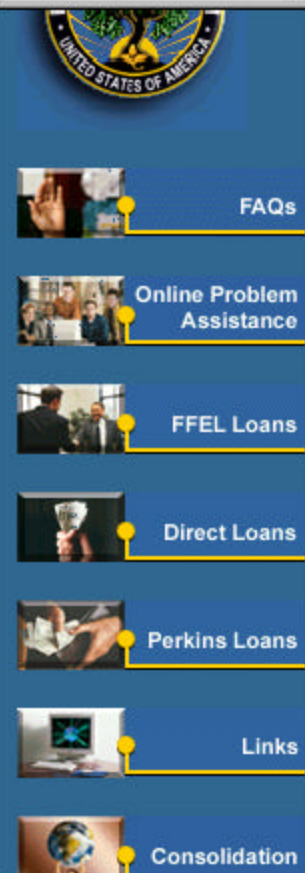 UNITED STATES OF AMERICA
FAQs
Online Problem
Assistance
FFEL Loans
Direct Loans
Perkins Loans
Links
Consolidation